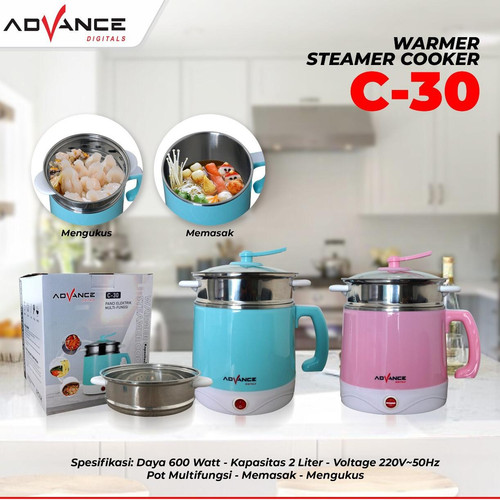 ADVANCE
DIGITALS
WARMER
STEAMER COOKER
C-30
Mengukus
Memasak
ADVANCE
C-30
PANCI ELEKTRIK
MULTI-FUNGSI
ADVANCE
ADVANCE
Spesifikasi: Daya 600 Watt - Kapasitas 2 Liter - Voltage 220V~50Hz
Pot Multifungsi - Memasak - Mengukus